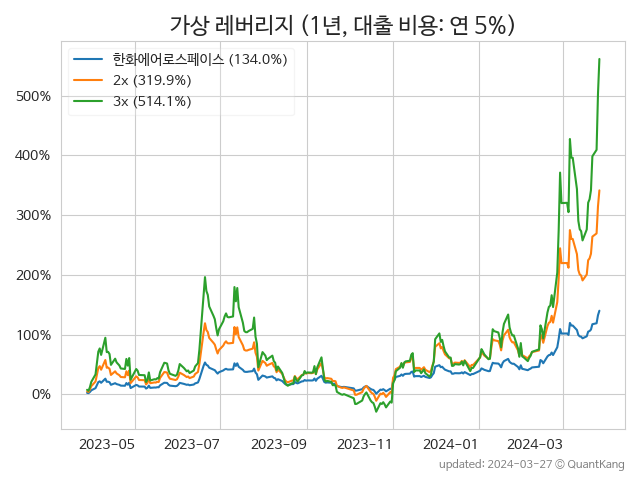 가상 레버리지 (1년, 대출 비용: 연 5%)
한화에어로스페이스 (134.0%)
2x (319.9%)
3x (514.1%)
500%
400%
300%
200%
100%
0%
2023-05 2023-07 2023-09 2023-11 2024-01 2024-03
updated: 2024-03-27 © QuantKang